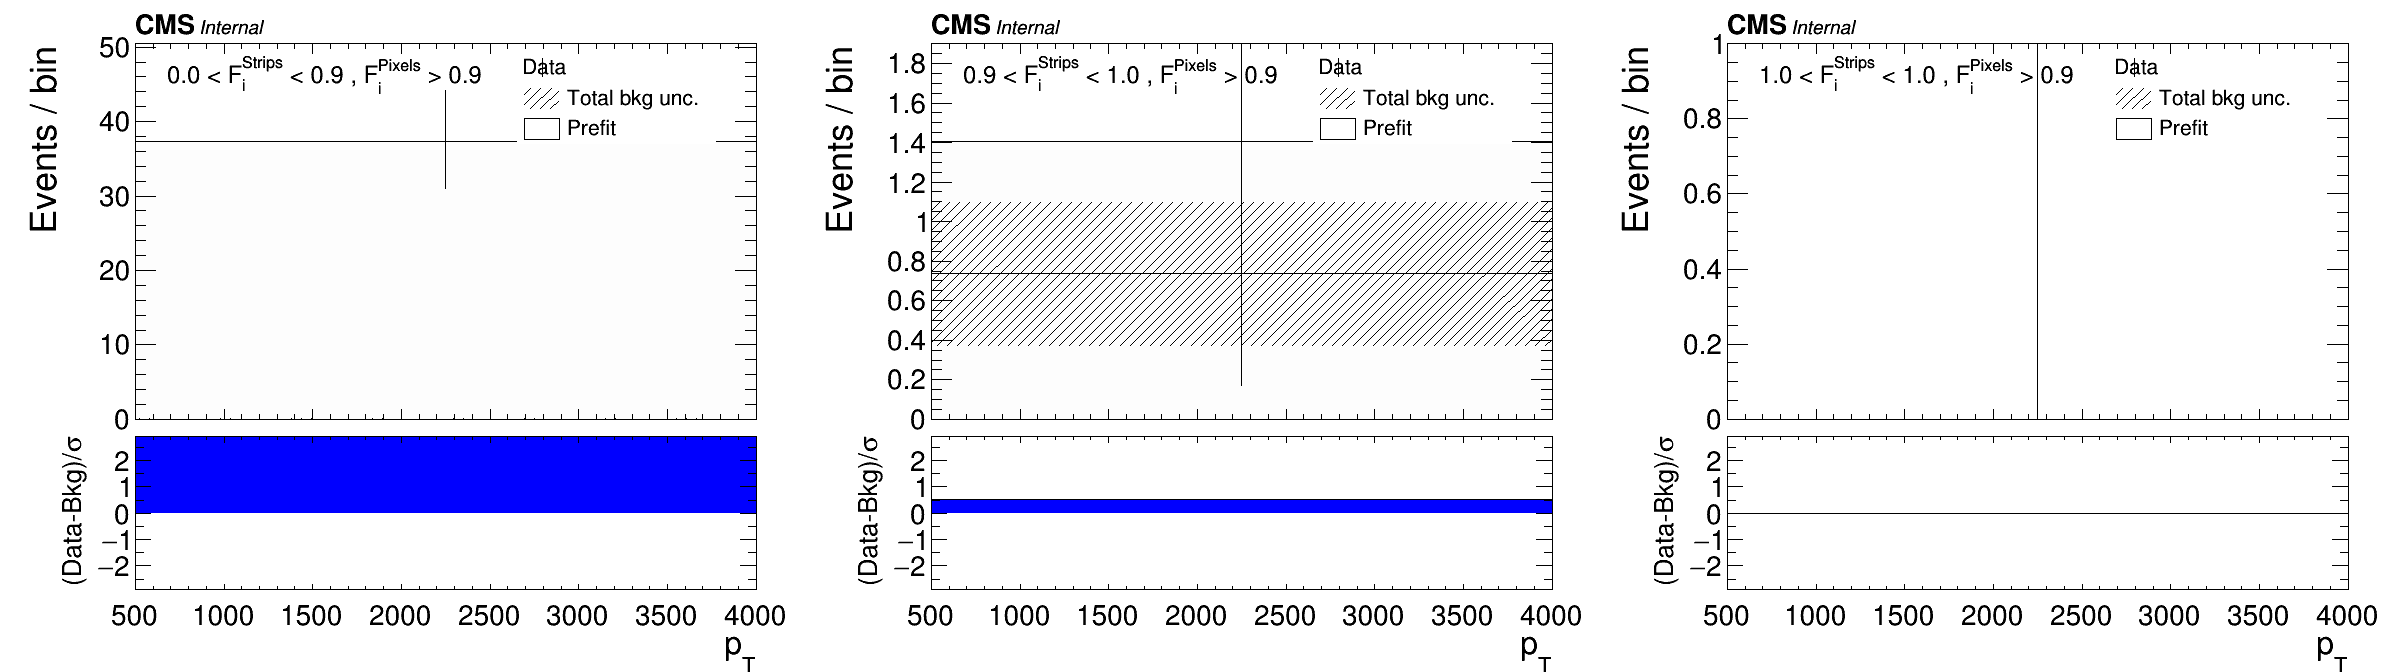 CMS Internal
Events / bin
50
40
30
20
10
0
0.0 < F_i^Strips < 0.9 , F_i^Pixels > 0.9
Data
Total bkg unc.
Prefit
(Data-Bkg)/σ
2
1
0
−1
−2
500 1000 1500 2000 2500 3000 3500 4000
p_T
CMS Internal
Events / bin
1.8
1.6
1.4
1.2
1
0.8
0.6
0.4
0.2
0
0.9 < F_i^Strips < 1.0 , F_i^Pixels > 0.9
Data
Total bkg unc.
Prefit
(Data-Bkg)/σ
2
1
0
−1
−2
500 1000 1500 2000 2500 3000 3500 4000
p_T
CMS Internal
Events / bin
1
0.8
0.6
0.4
0.2
0
1.0 < F_i^Strips < 1.0 , F_i^Pixels > 0.9
Data
Total bkg unc.
Prefit
(Data-Bkg)/σ
2
1
0
−1
−2
500 1000 1500 2000 2500 3000 3500 4000
p_T